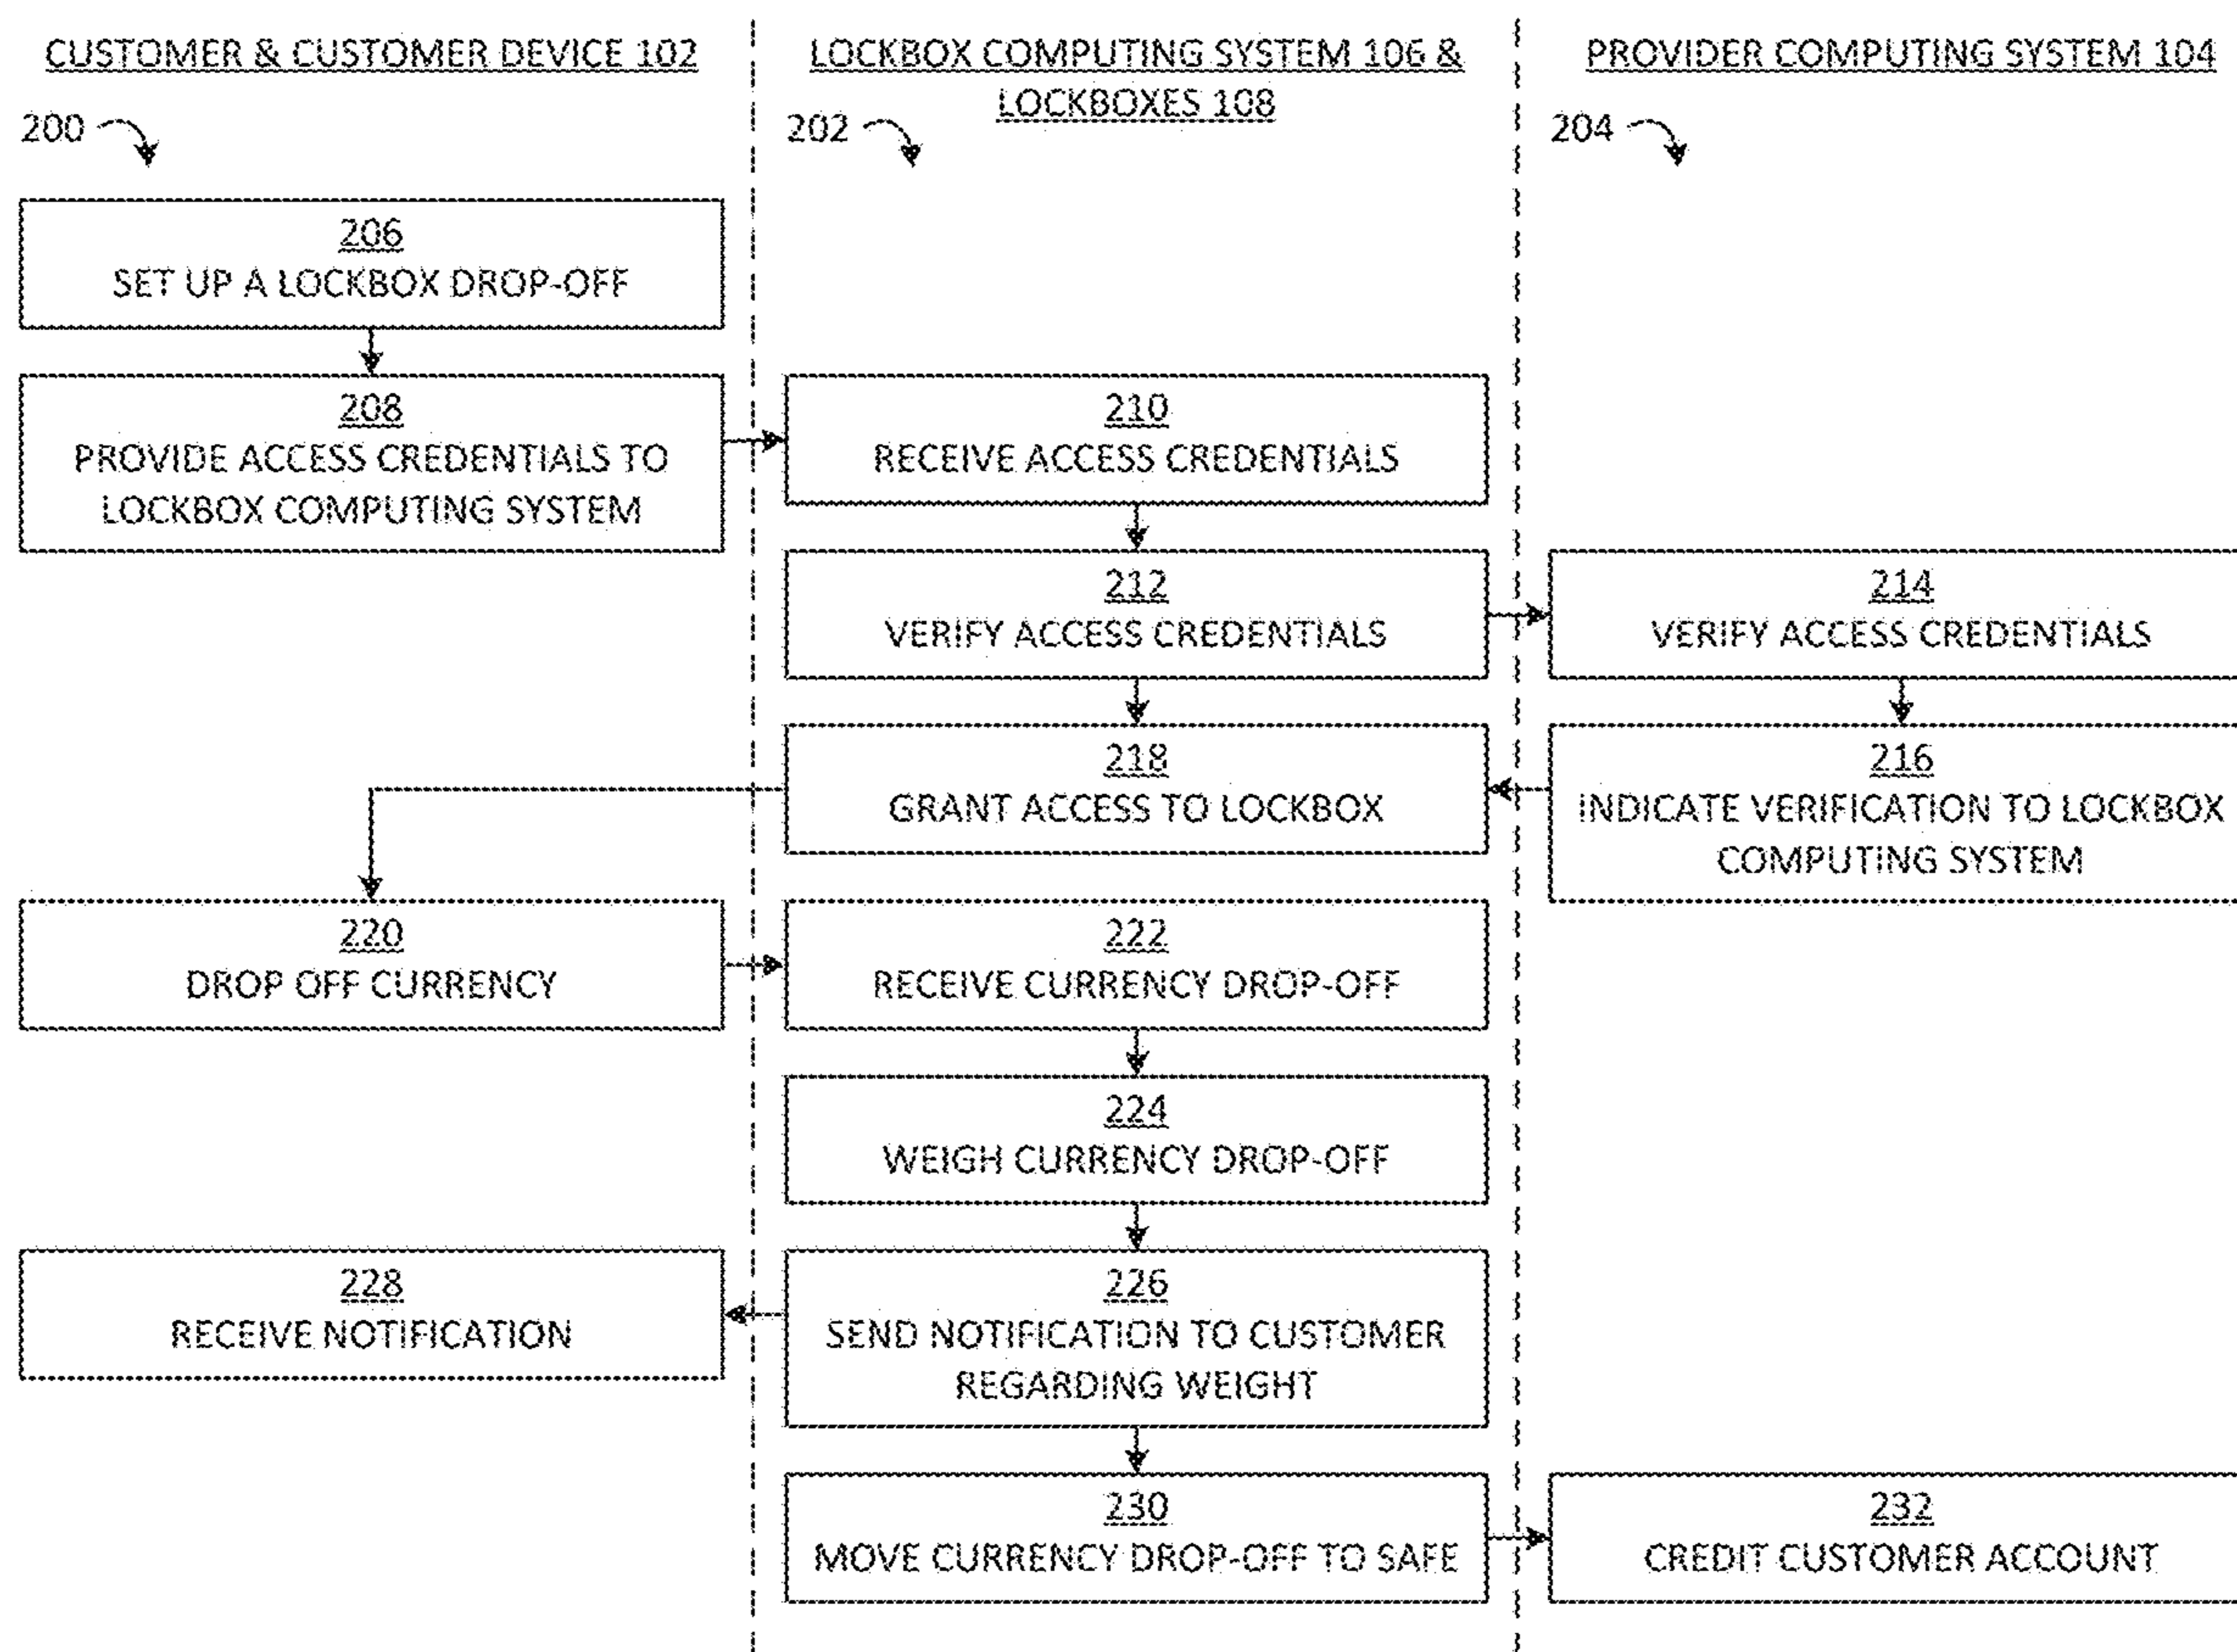 CUSTOMER & CUSTOMER DEVICE 102
LOCKBOX COMPUTING SYSTEM 106 &
LOCKBOXES 108
PROVIDER COMPUTING SYSTEM 104
200
202
204
206
SET UP A LOCKBOX DROP-OFF
208
PROVIDE ACCESS CREDENTIALS TO
LOCKBOX COMPUTING SYSTEM
210
RECEIVE ACCESS CREDENTIALS
212
VERIFY ACCESS CREDENTIALS
214
VERIFY ACCESS CREDENTIALS
218
GRANT ACCESS TO LOCKBOX
216
INDICATE VERIFICATION TO LOCKBOX
COMPUTING SYSTEM
220
DROP OFF CURRENCY
222
RECEIVE CURRENCY DROP-OFF
224
WEIGH CURRENCY DROP-OFF
228
RECEIVE NOTIFICATION
226
SEND NOTIFICATION TO CUSTOMER
REGARDING WEIGHT
230
MOVE CURRENCY DROP-OFF TO SAFE
232
CREDIT CUSTOMER ACCOUNT